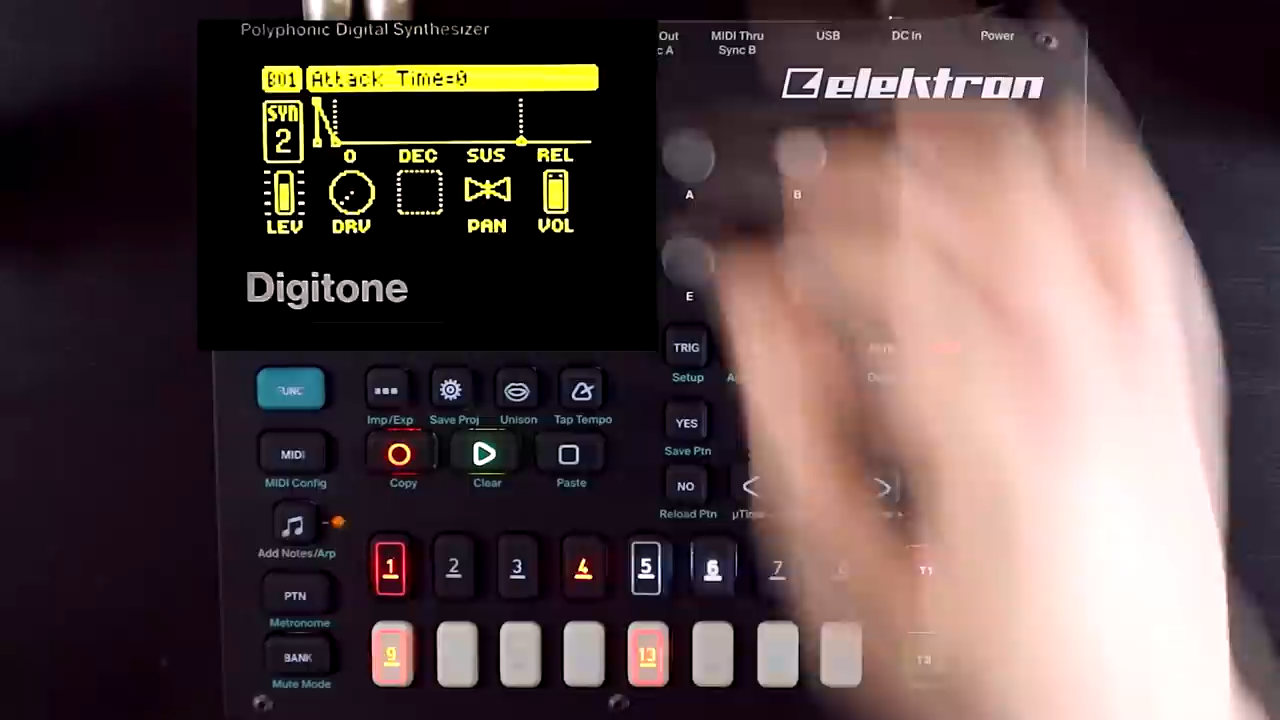 Polyphonic Digital Synthesizer
B01 Attack Time=0
SYN
2
0 DEC SUS REL
LEV DRV PAN VOL
Digitone
Out MIDI Thru USB DC In Power
Sync B
elektron
A B
E
TRIG
Setup
FUNC
Imp/Exp Save Proj Unison Tap Tempo
YES
Save Ptn
MIDI
MIDI Config
Copy Clear Paste
NO < >
Reload Ptn
Add Notes/Arp
1 2 3 4 5 6 7 T1
PTN
Metronome
BANK
Mute Mode
9 13